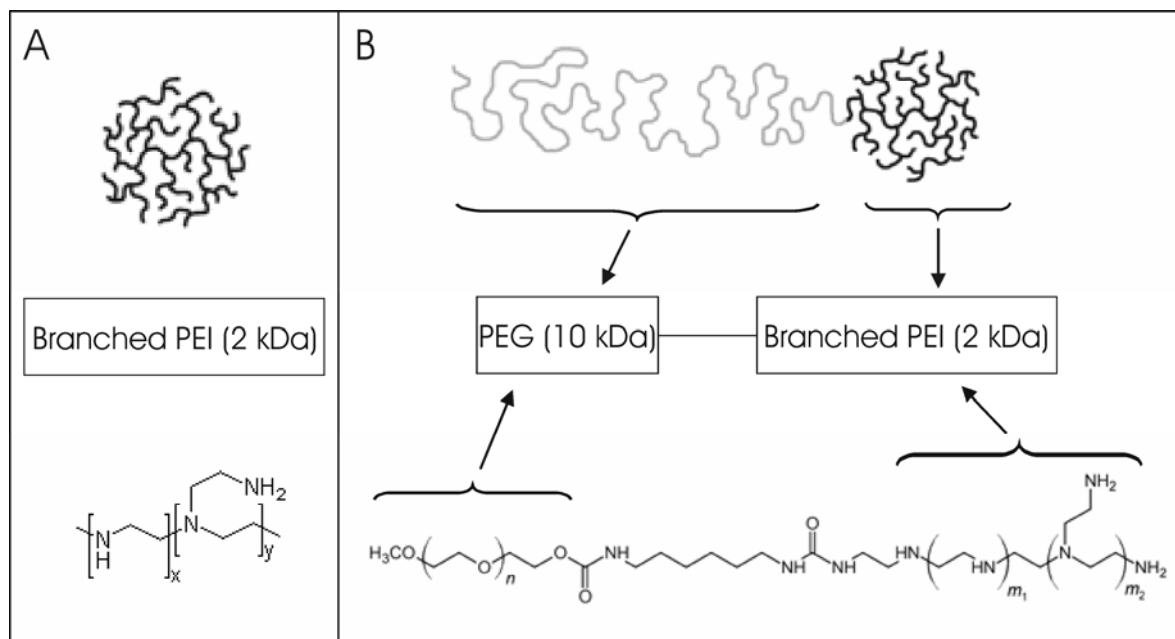 A
B
Branched PEI (2 kDa)
PEG (10 kDa)
Branched PEI (2 kDa)
NH2
N
N
H
x
y
NH2
H3CO
O
n
O
O
NH
NH
O
NH
HN
NH
m1
N
NH2
m2